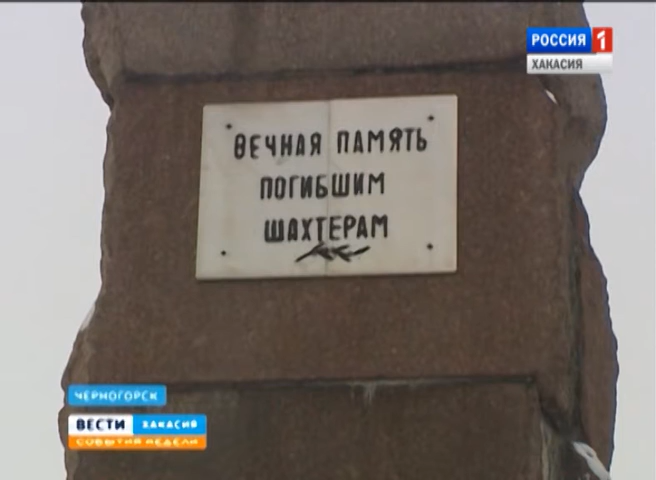 РОССИЯ 1
ХАКАСИЯ
ВЕЧНАЯ ПАМЯТЬ
ПОГИБШИМ
ШАХТЕРАМ
ЧЕРНОГОРСК
ВЕСТИ ХАКАСИЯ
СОБЫТИЯ НЕДЕЛИ